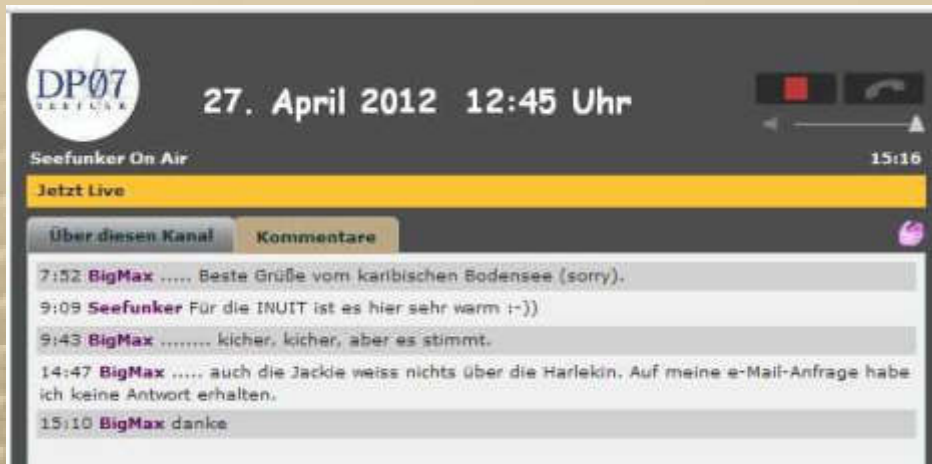 DP07
SEEFUNK
27. April 2012 12:45 Uhr
Seefunker On Air
15:16
Jetzt Live
Über diesen Kanal
Kommentare
7:52 BigMax ..... Beste Grüße vom karibischen Bodensee (sorry).
9:09 Seefunker Für die INUIT ist es hier sehr warm :-))
9:43 BigMax ........ kicher, kicher, aber es stimmt.
14:47 BigMax ..... auch die Jackie weiss nichts über die Harlekin. Auf meine e-Mail-Anfrage habe
ich keine Antwort erhalten.
15:10 BigMax danke